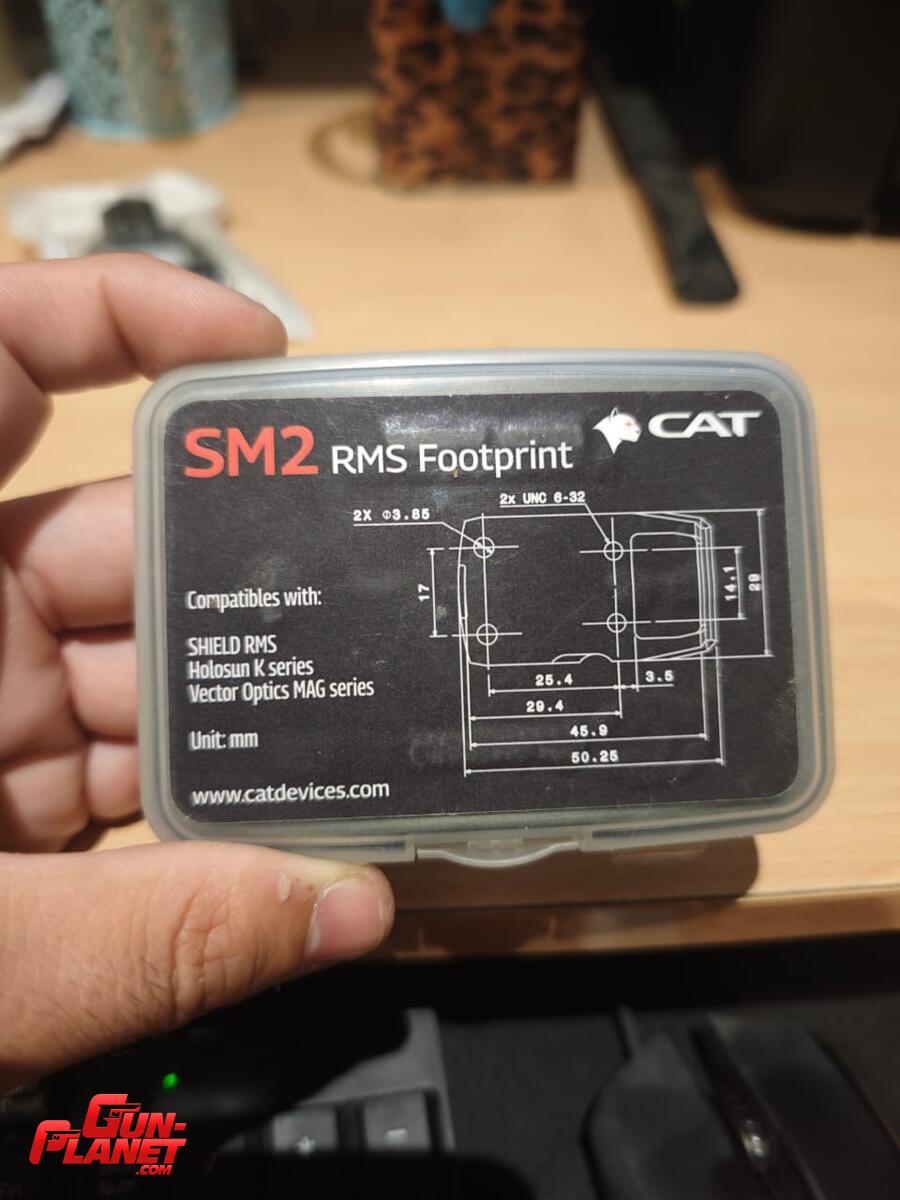 SM2 RMS Footprint
CAT
2x UNC 6-32
2X Φ3.85
17
14.1
29
Compatibles with:
SHIELD RMS
Holosun K series
Vector Optics MAG series
25.4
3.5
29.4
45.9
50.25
Unit: mm
www.catdevices.com
GUN-
PLANET
.COM